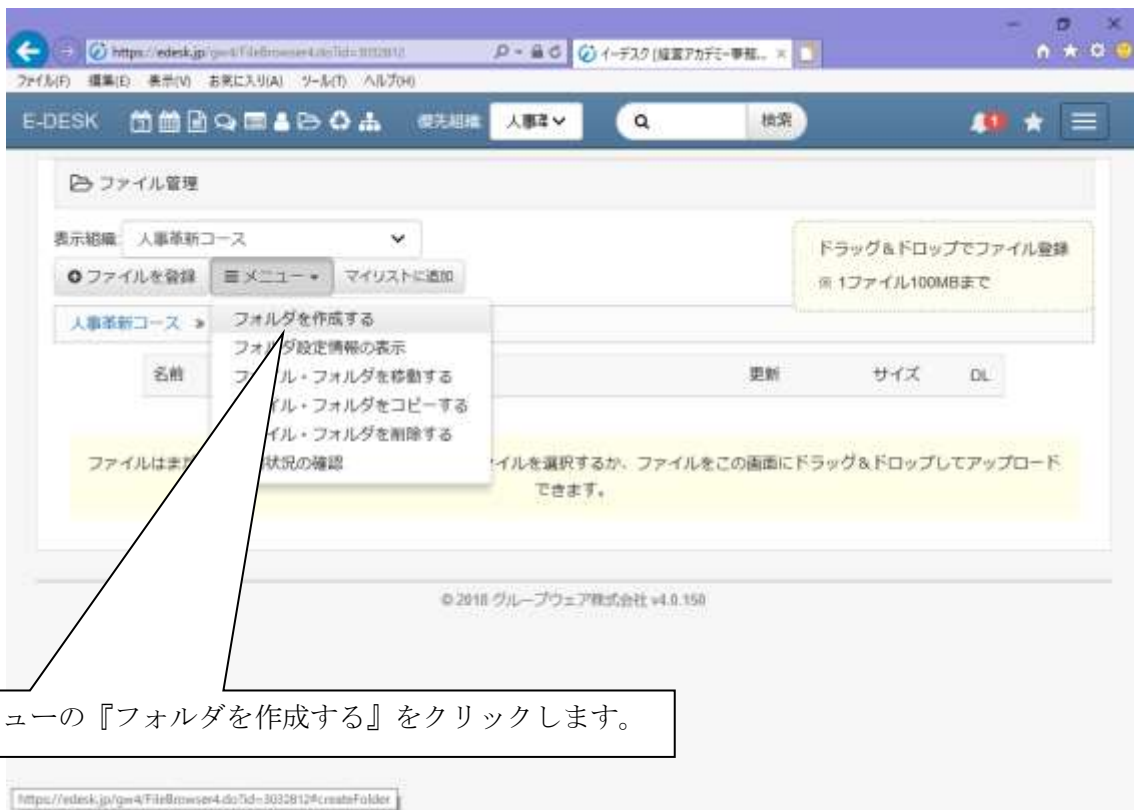 https://edesk.jp/gw4/FileBrowser4.do?id=3032812
イーデスク [経営アカデミー事務...
ファイル(F) 編集(E) 表示(V) お気に入り(A) ツール(T) ヘルプ(H)
E-DESK 優先組織 人事革 検索 1
ファイル管理
表示組織: 人事革新コース
ドラッグ&ドロップでファイル登録
ファイルを登録 メニュー マイリストに追加
※ 1ファイル100MBまで
人事革新コース »
フォルダを作成する
フォルダ設定情報の表示
名前 更新 サイズ DL
ル・フォルダを移動する
イル・フォルダをコピーする
イル・フォルダを削除する
状況の確認
ファイルはまだ イルを選択するか、ファイルをこの画面にドラッグ&ドロップしてアップロード
できます。
© 2018 グループウェア株式会社 v4.0.150
ューの『フォルダを作成する』をクリックします。
https://edesk.jp/gw4/FileBrowser4.do?id=3032812#createFolder